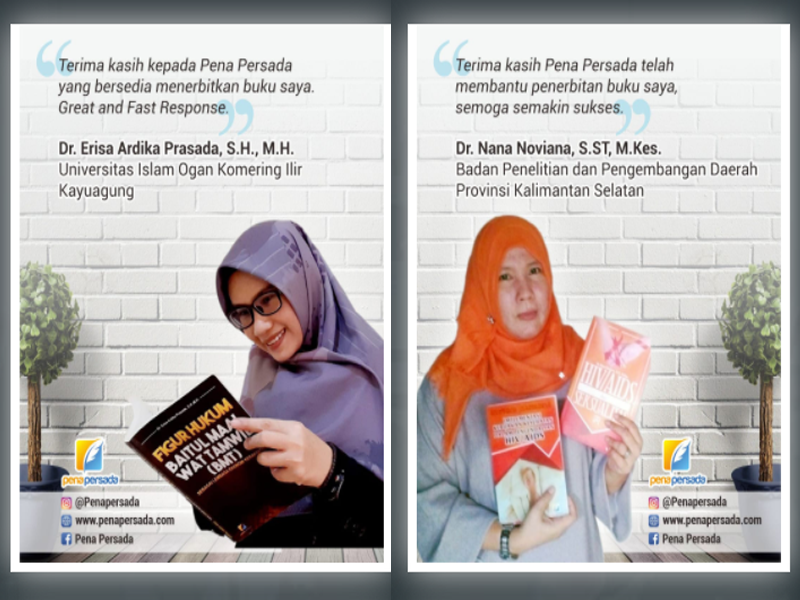 Terima kasih kepada Pena Persada
yang bersedia menerbitkan buku saya.
Great and Fast Response.
Dr. Erisa Ardika Prasada, S.H., M.H.
Universitas Islam Ogan Komering Ilir
Kayuagung
FIGUR HUKUM
BAITUL MAAL
WAT TAMWIL
(BMT)
penapersada
@Penapersada
www.penapersada.com
Pena Persada
Terima kasih Pena Persada telah
membantu penerbitan buku saya,
semoga semakin sukses.
Dr. Nana Noviana, S.ST, M.Kes.
Badan Penelitian dan Pengembangan Daerah
Provinsi Kalimantan Selatan
HIV/AIDS
HIV/AIDS
penapersada
@Penapersada
www.penapersada.com
Pena Persada